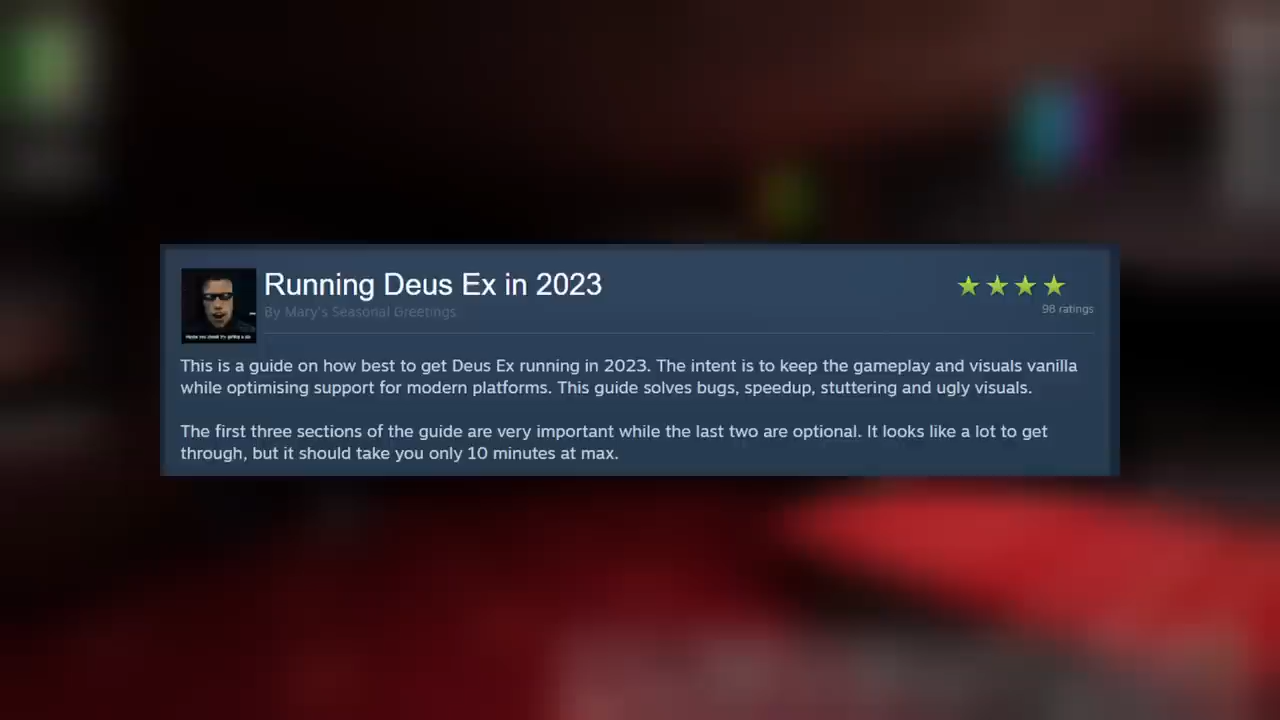 Running Deus Ex in 2023
By Mary's Seasonal Greetings
98 ratings
This is a guide on how best to get Deus Ex running in 2023. The intent is to keep the gameplay and visuals vanilla
while optimising support for modern platforms. This guide solves bugs, speedup, stuttering and ugly visuals.
The first three sections of the guide are very important while the last two are optional. It looks like a lot to get
through, but it should take you only 10 minutes at max.